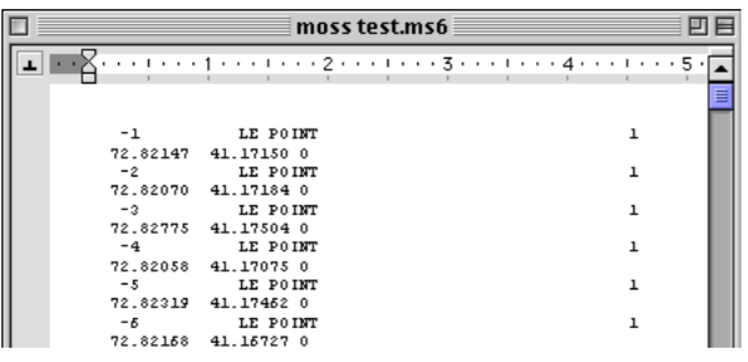 moss test.ms6
1 2 3 4 5
-1 LE POINT 1
72.82147 41.17150 0
-2 LE POINT 1
72.82070 41.17184 0
-3 LE POINT 1
72.82775 41.17504 0
-4 LE POINT 1
72.82058 41.17075 0
-5 LE POINT 1
72.82319 41.17462 0
-6 LE POINT 1
72.82168 41.16727 0